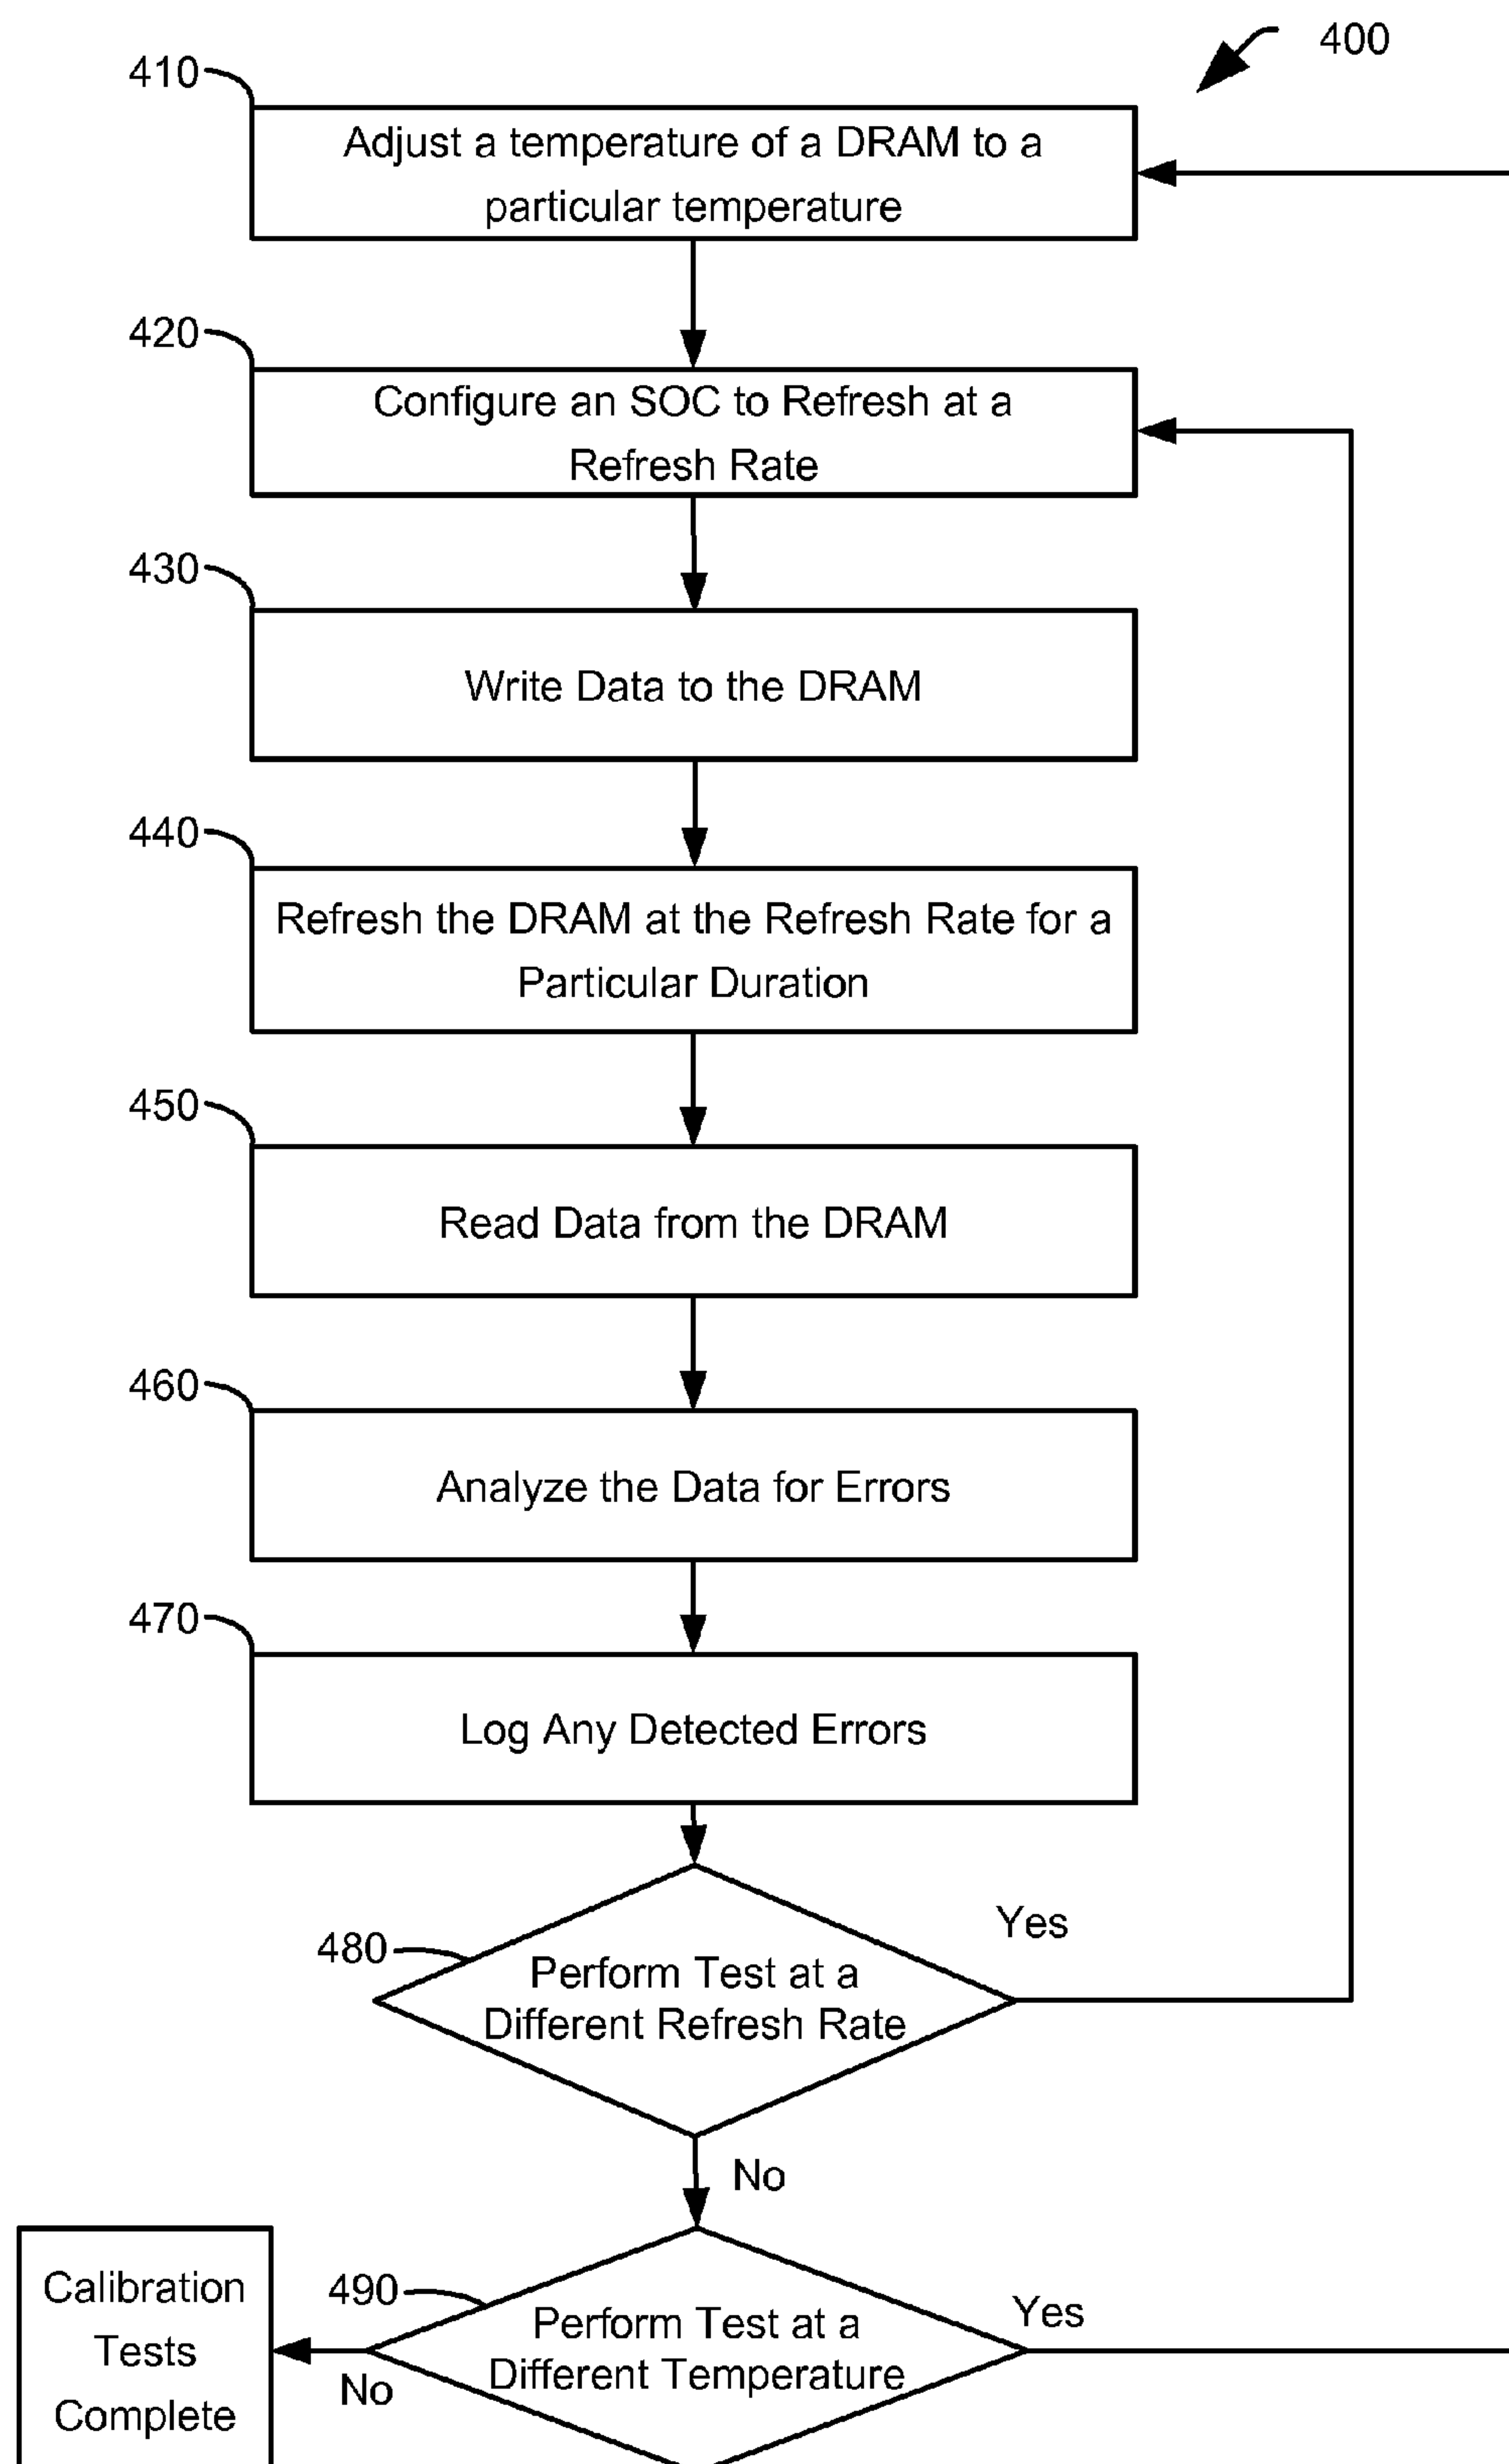 400
410
Adjust a temperature of a DRAM to a
particular temperature
420
Configure an SOC to Refresh at a
Refresh Rate
430
Write Data to the DRAM
440
Refresh the DRAM at the Refresh Rate for a
Particular Duration
450
Read Data from the DRAM
460
Analyze the Data for Errors
470
Log Any Detected Errors
480
Perform Test at a
Different Refresh Rate
Yes
No
490
Perform Test at a
Different Temperature
Yes
No
Calibration
Tests
Complete